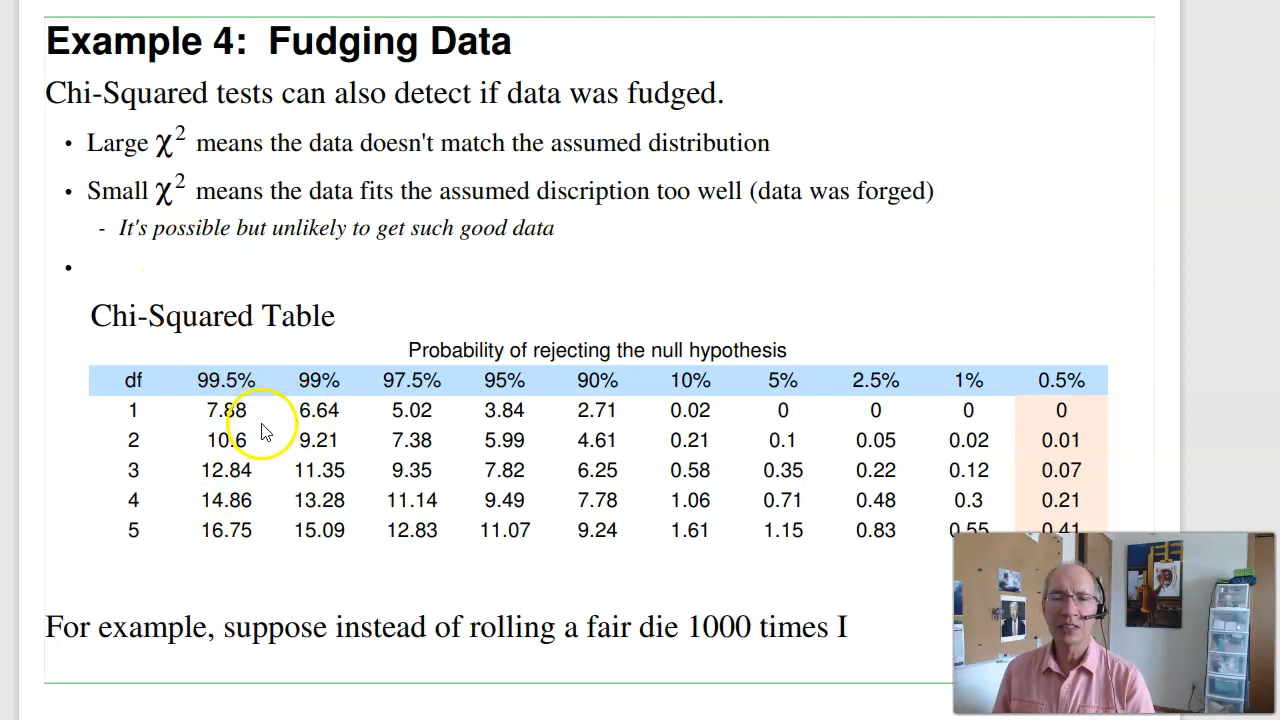 Example 4: Fudging Data
Chi-Squared tests can also detect if data was fudged.
• Large χ² means the data doesn't match the assumed distribution
• Small χ² means the data fits the assumed discription too well (data was forged)
- It's possible but unlikely to get such good data
•
Chi-Squared Table
Probability of rejecting the null hypothesis
df 99.5% 99% 97.5% 95% 90% 10% 5% 2.5% 1% 0.5%
1 7.88 6.64 5.02 3.84 2.71 0.02 0 0 0 0
2 10.6 9.21 7.38 5.99 4.61 0.21 0.1 0.05 0.02 0.01
3 12.84 11.35 9.35 7.82 6.25 0.58 0.35 0.22 0.12 0.07
4 14.86 13.28 11.14 9.49 7.78 1.06 0.71 0.48 0.3 0.21
5 16.75 15.09 12.83 11.07 9.24 1.61 1.15 0.83 0.55 0.41
For example, suppose instead of rolling a fair die 1000 times I